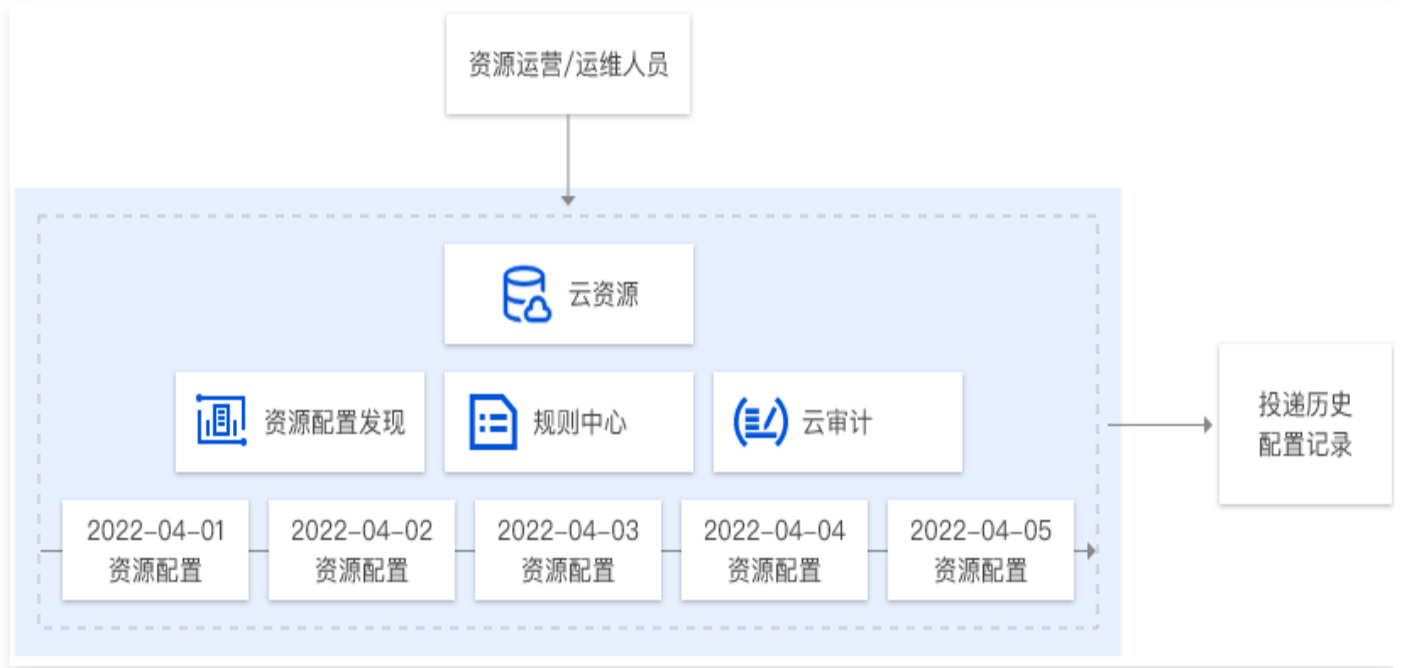 资源运营/运维人员
云资源
资源配置发现
规则中心
云审计
投递历史
配置记录
2022-04-01
资源配置
2022-04-02
资源配置
2022-04-03
资源配置
2022-04-04
资源配置
2022-04-05
资源配置